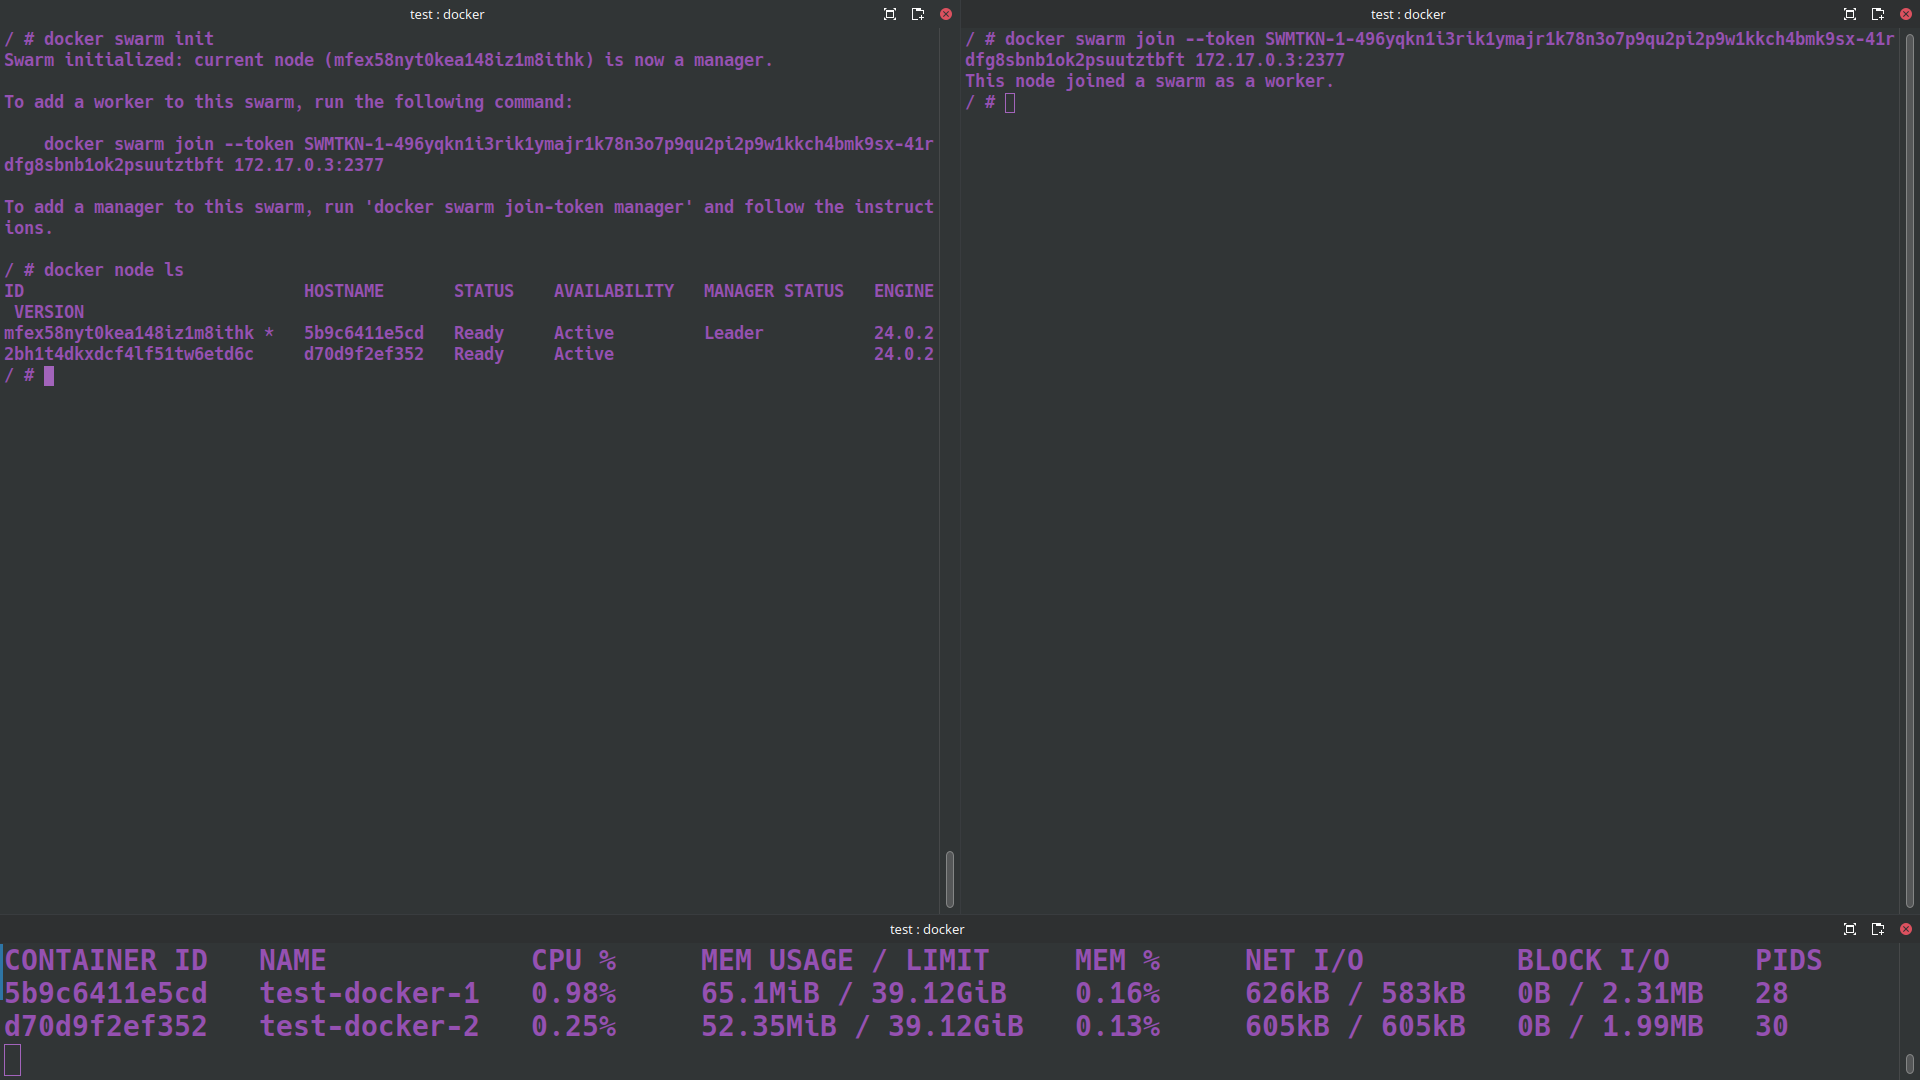 test : docker
/ # docker swarm init
Swarm initialized: current node (mfex58nyt0kea148iz1m8ithk) is now a manager.
To add a worker to this swarm, run the following command:
    docker swarm join --token SWMTKN-1-496yqkn1i3rik1ymajr1k78n3o7p9qu2pi2p9w1kkch4bmk9sx-41r
dfg8sbnb1ok2psuutztbft 172.17.0.3:2377
To add a manager to this swarm, run 'docker swarm join-token manager' and follow the instruct
ions.
/ # docker node ls
ID                            HOSTNAME       STATUS    AVAILABILITY   MANAGER STATUS   ENGINE
 VERSION
mfex58nyt0kea148iz1m8ithk *   5b9c6411e5cd   Ready     Active         Leader           24.0.2
2bh1t4dkxdcf4lf51tw6etd6c     d70d9f2ef352   Ready     Active                          24.0.2
/ #
test : docker
/ # docker swarm join --token SWMTKN-1-496yqkn1i3rik1ymajr1k78n3o7p9qu2pi2p9w1kkch4bmk9sx-41r
dfg8sbnb1ok2psuutztbft 172.17.0.3:2377
This node joined a swarm as a worker.
/ #
test : docker
CONTAINER ID   NAME            CPU %     MEM USAGE / LIMIT     MEM %     NET I/O         BLOCK I/O     PIDS
5b9c6411e5cd   test-docker-1   0.98%     65.1MiB / 39.12GiB    0.16%     626kB / 583kB   0B / 2.31MB   28
d70d9f2ef352   test-docker-2   0.25%     52.35MiB / 39.12GiB   0.13%     605kB / 605kB   0B / 1.99MB   30